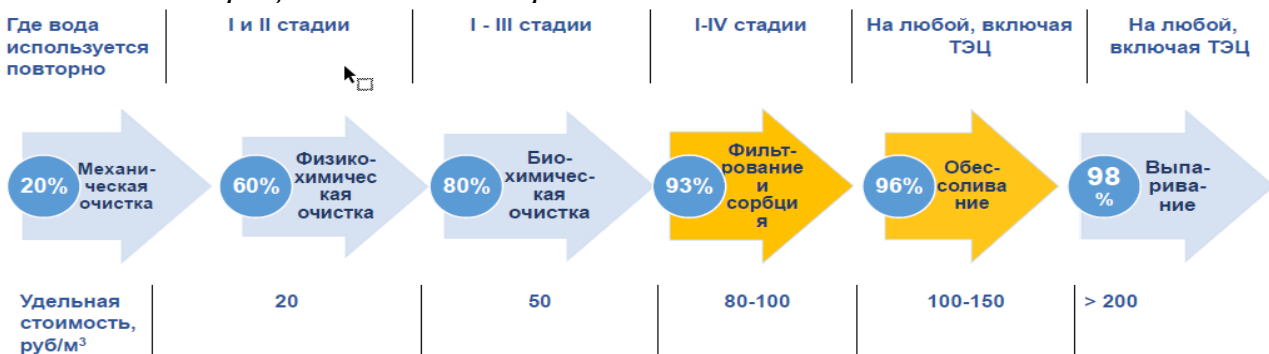 Где вода
используется
повторно
I и II стадии
I - III стадии
I-IV стадии
На любой, включая
ТЭЦ
На любой,
включая ТЭЦ
20%
Механи-
ческая
очистка
60%
Физико-
химичес
кая
очистка
80%
Био-
химичес-
кая
очистка
93%
Фильт-
рование
и
сорбци
я
96%
Обес-
солива
ние
98
%
Выпа-
рива-
ние
Удельная
стоимость,
руб/м³
20
50
80-100
100-150
> 200